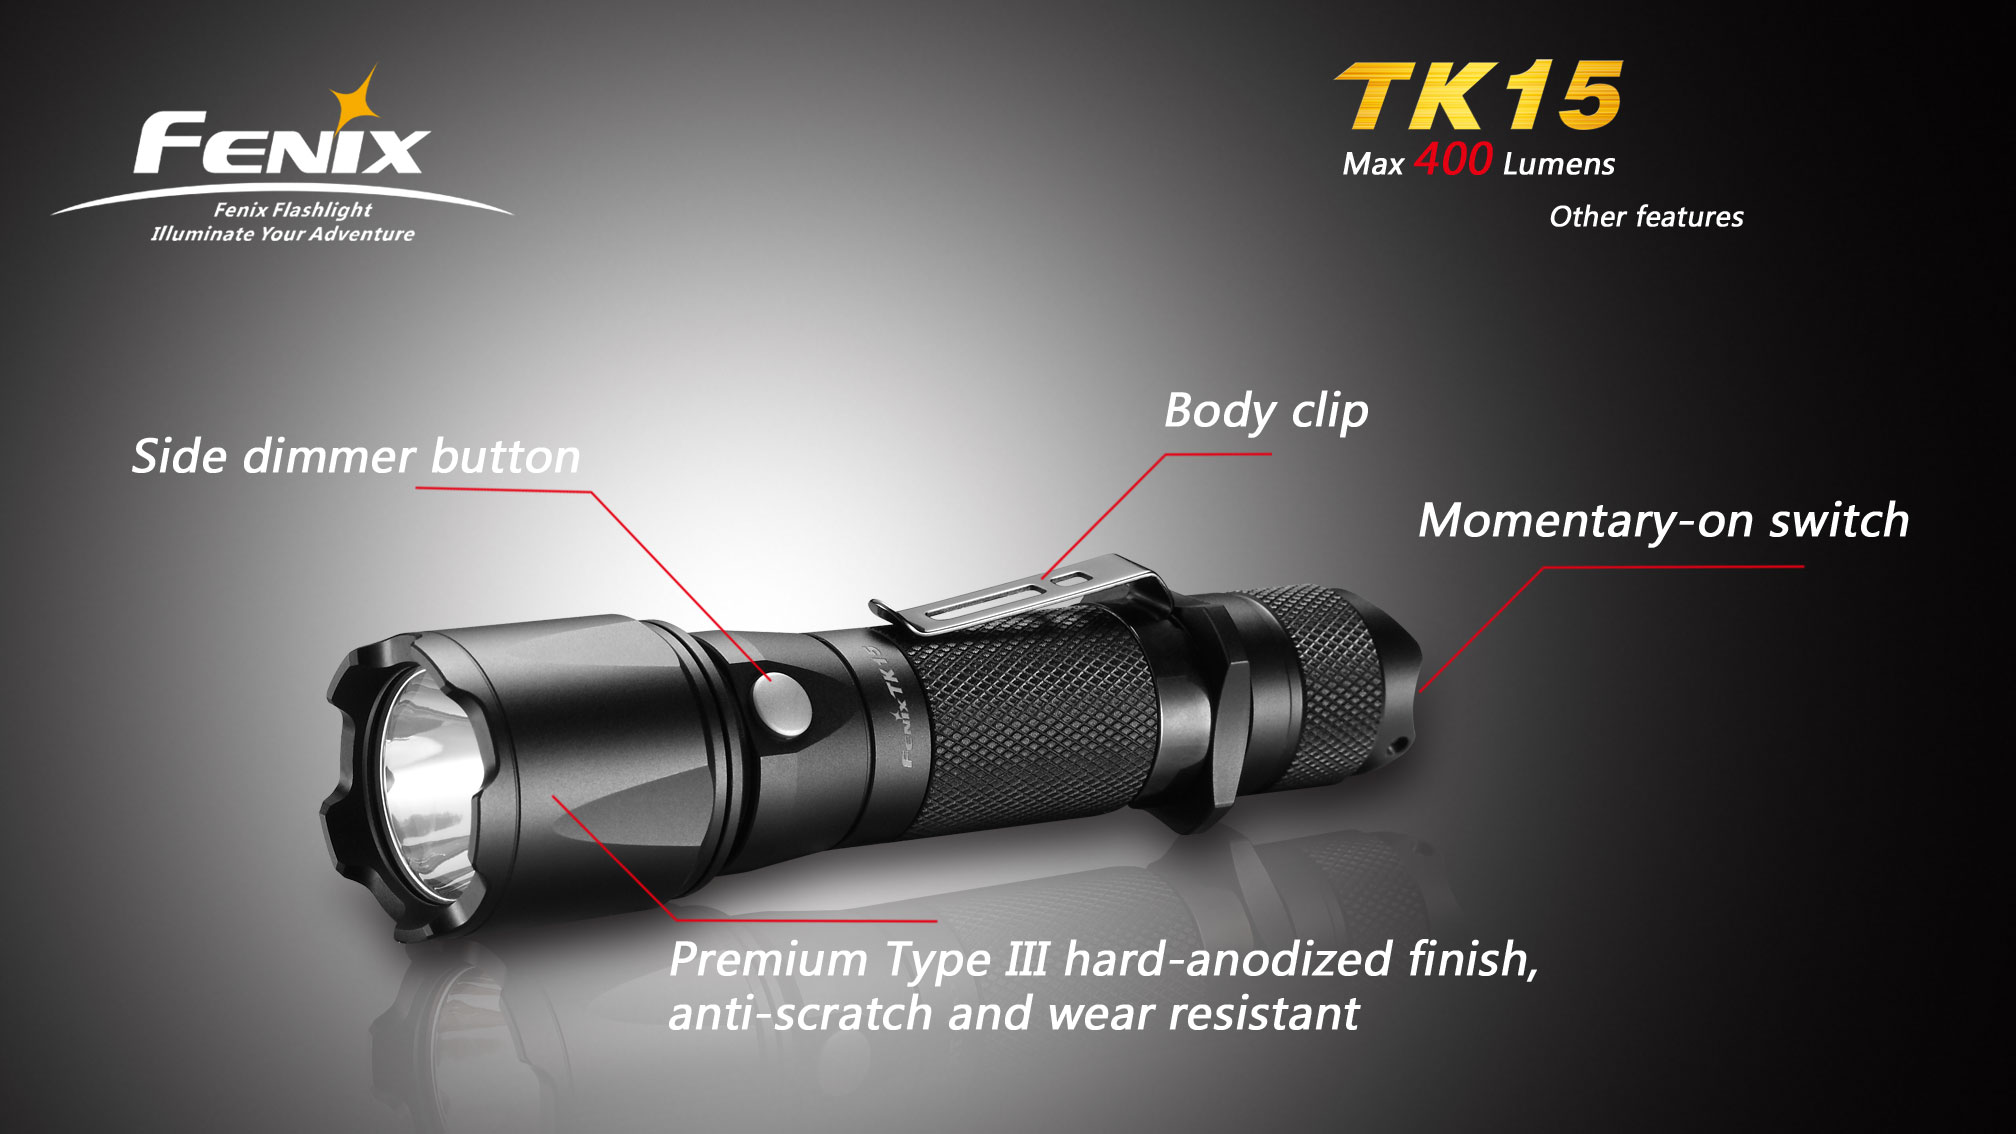 FENIX
Fenix Flashlight
Illuminate Your Adventure
TK15
Max 400 Lumens
Other features
Body clip
Side dimmer button
Momentary-on switch
FENIX TK15
Premium Type III hard-anodized finish,
anti-scratch and wear resistant